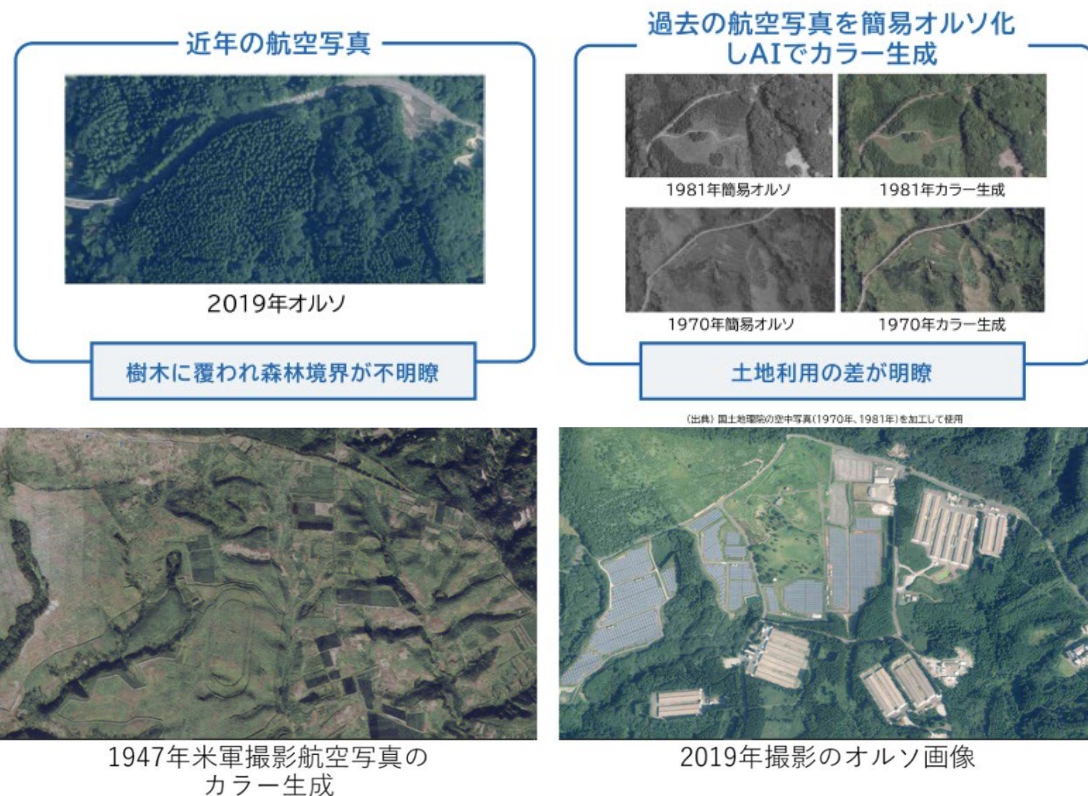 近年の航空写真
2019年オルソ
樹木に覆われ森林境界が不明瞭
過去の航空写真を簡易オルソ化
しAIでカラー生成
1981年簡易オルソ
1981年カラー生成
1970年簡易オルソ
1970年カラー生成
土地利用の差が明瞭
(出典) 国土地理院の空中写真(1970年、1981年)を加工して使用
1947年米軍撮影航空写真の
カラー生成
2019年撮影のオルソ画像